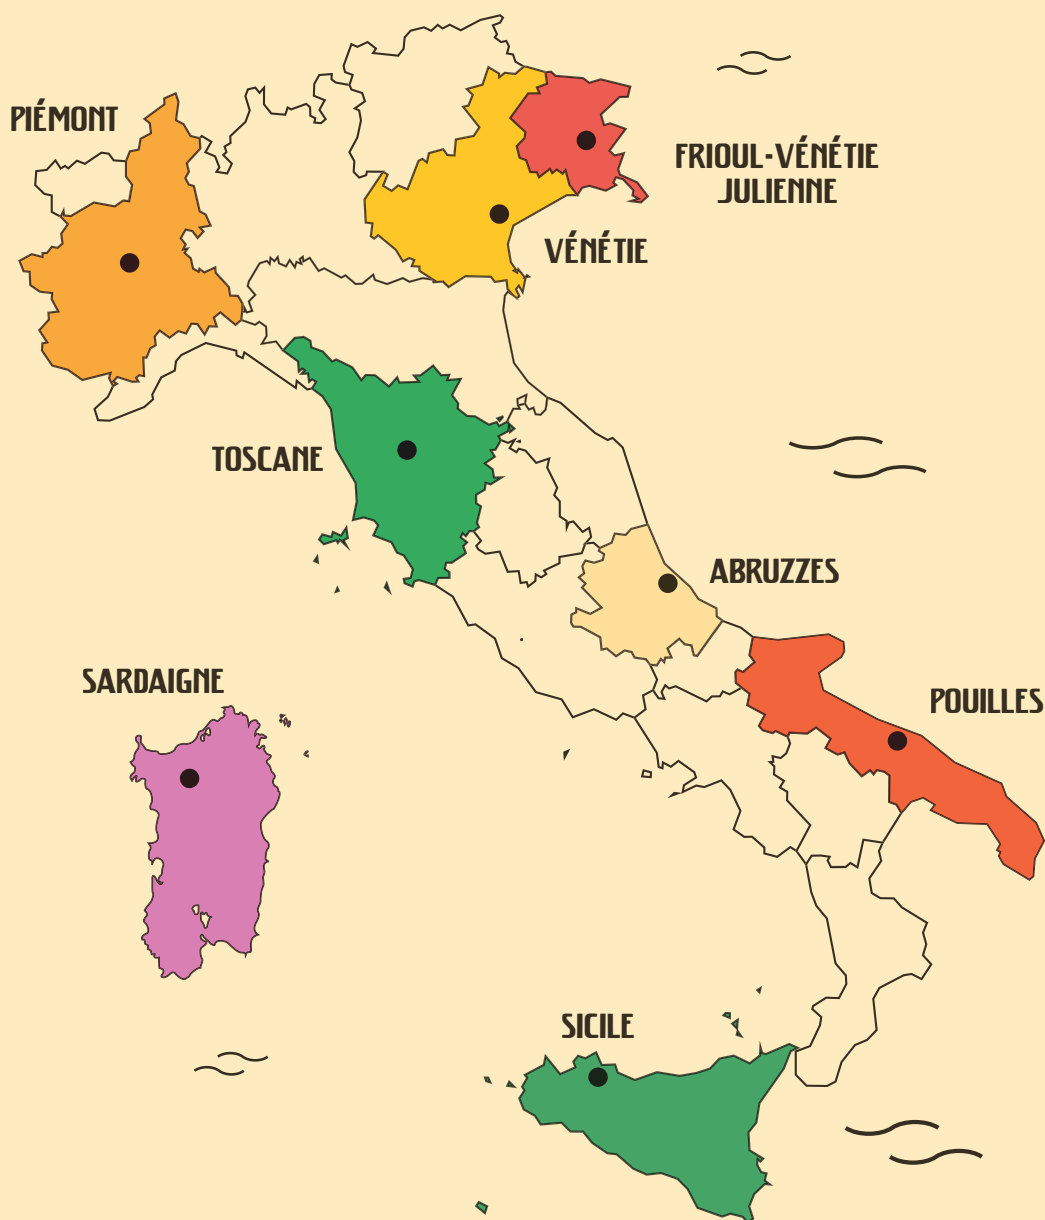 PIÉMONT
FRIOUL-VÉNÉTIE
JULIENNE
VÉNÉTIE
TOSCANE
ABRUZZES
SARDAIGNE
POUILLES
SICILE